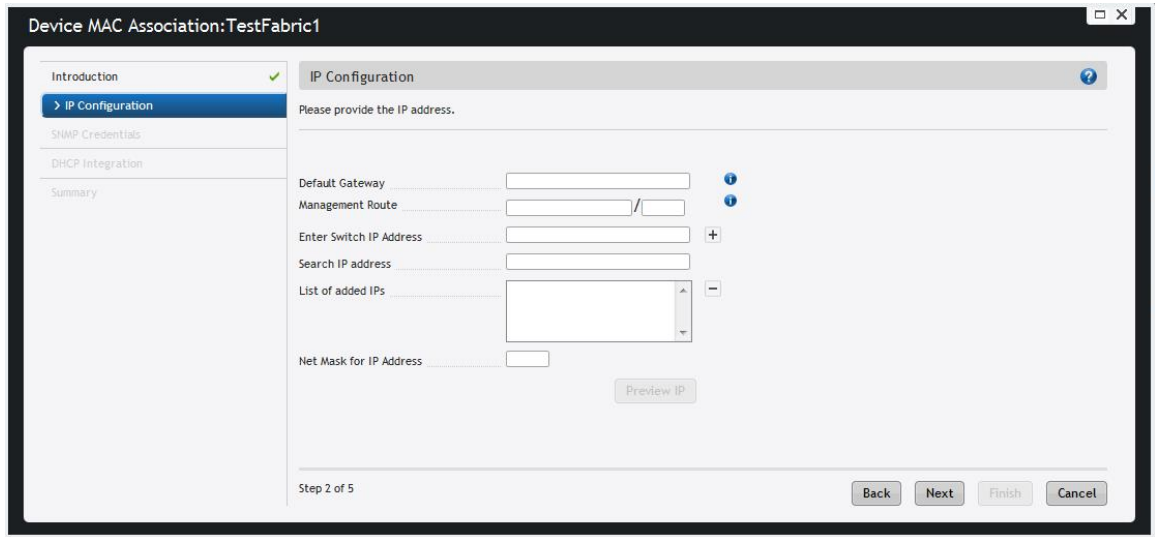 Device MAC Association:TestFabric1
Introduction
> IP Configuration
SNMP Credentials
DHCP Integration
Summary
IP Configuration
Please provide the IP address.
Default Gateway
Management Route /
Enter Switch IP Address +
Search IP address
List of added IPs −
Net Mask for IP Address
Preview IP
Step 2 of 5
Back Next Finish Cancel